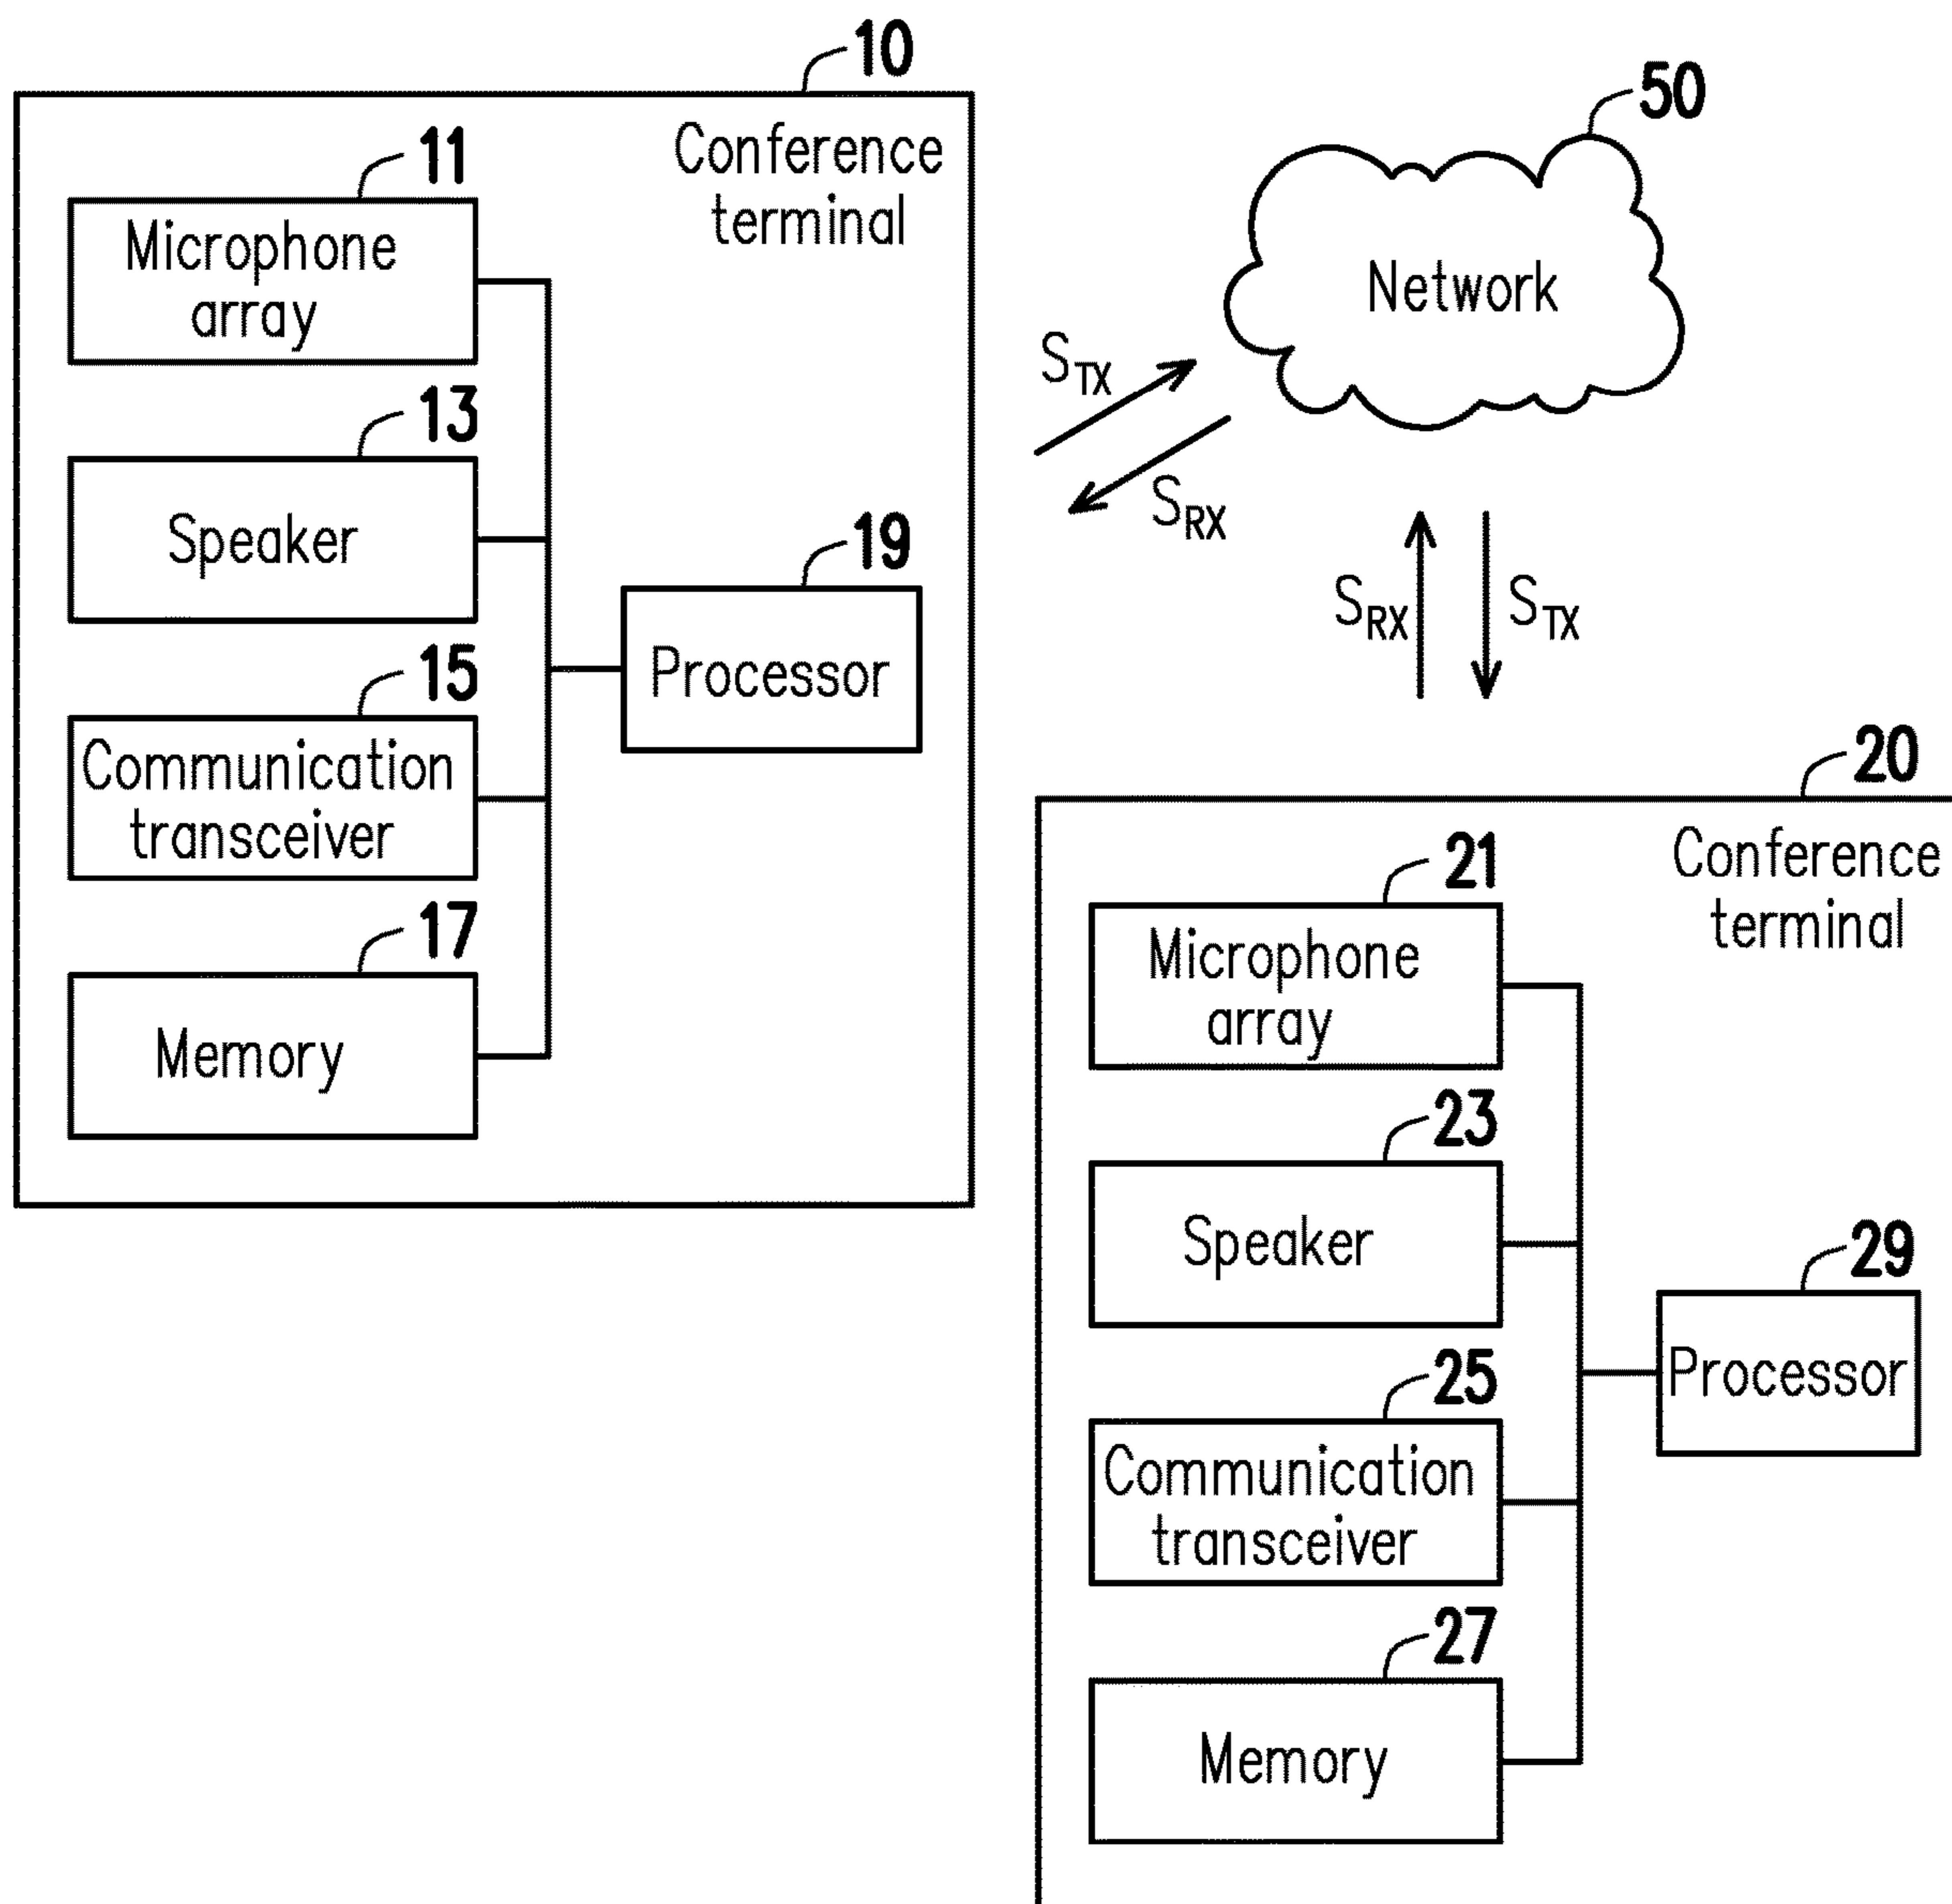 10
Conference
terminal
11
Microphone
array
13
Speaker
15
Communication
transceiver
17
Memory
19
Processor
50
Network
STX
SRX
SRX
STX
20
Conference
terminal
21
Microphone
array
23
Speaker
25
Communication
transceiver
27
Memory
29
Processor